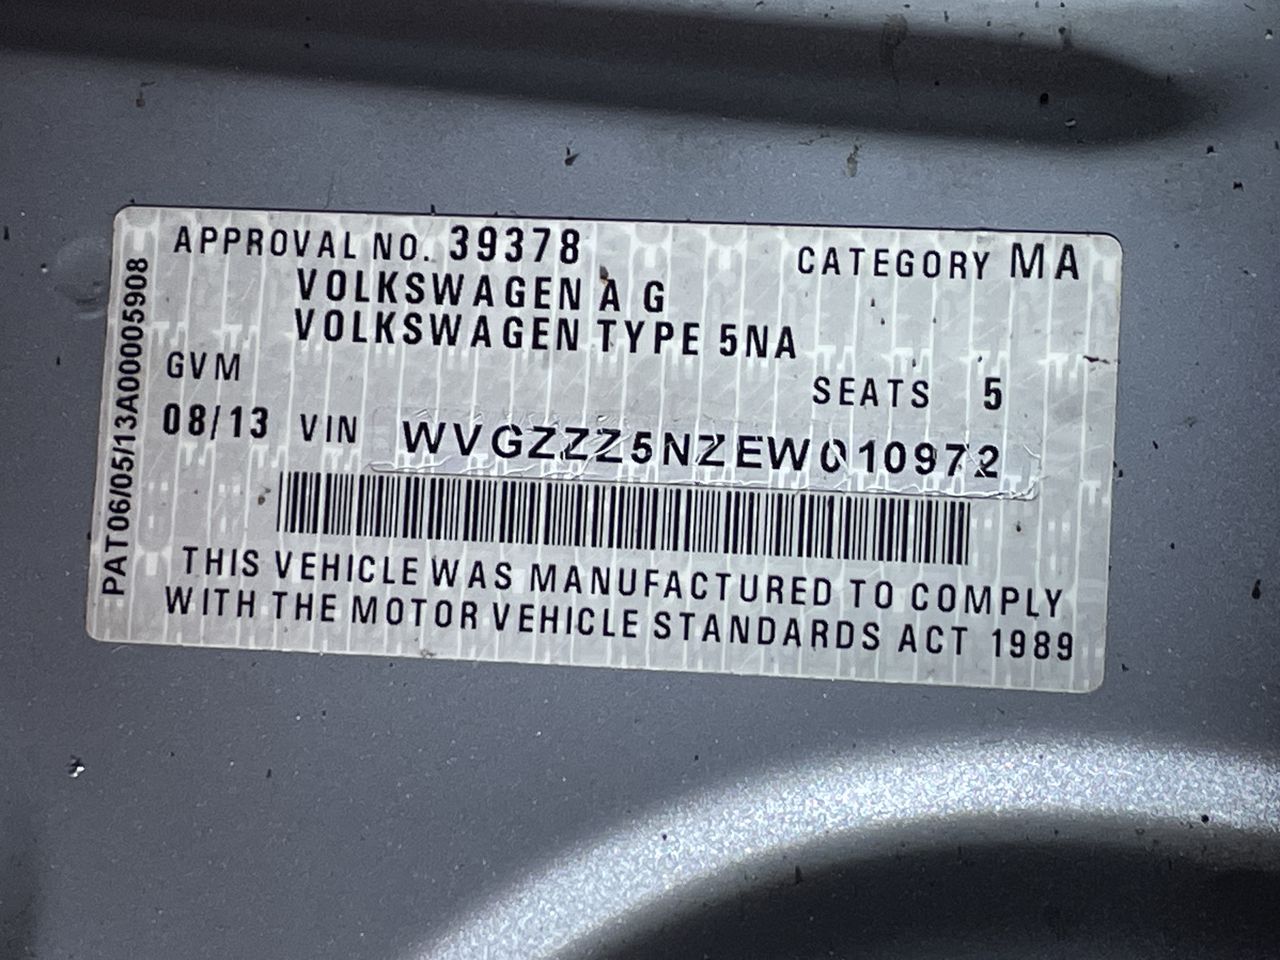 APPROVAL NO. 39378 CATEGORY MA
VOLKSWAGEN A G
VOLKSWAGEN TYPE 5NA
GVM
SEATS 5
08/13 VIN WVGZZZ5NZEW010972
THIS VEHICLE WAS MANUFACTURED TO COMPLY
WITH THE MOTOR VEHICLE STANDARDS ACT 1989
PAT06/05/13A00005908